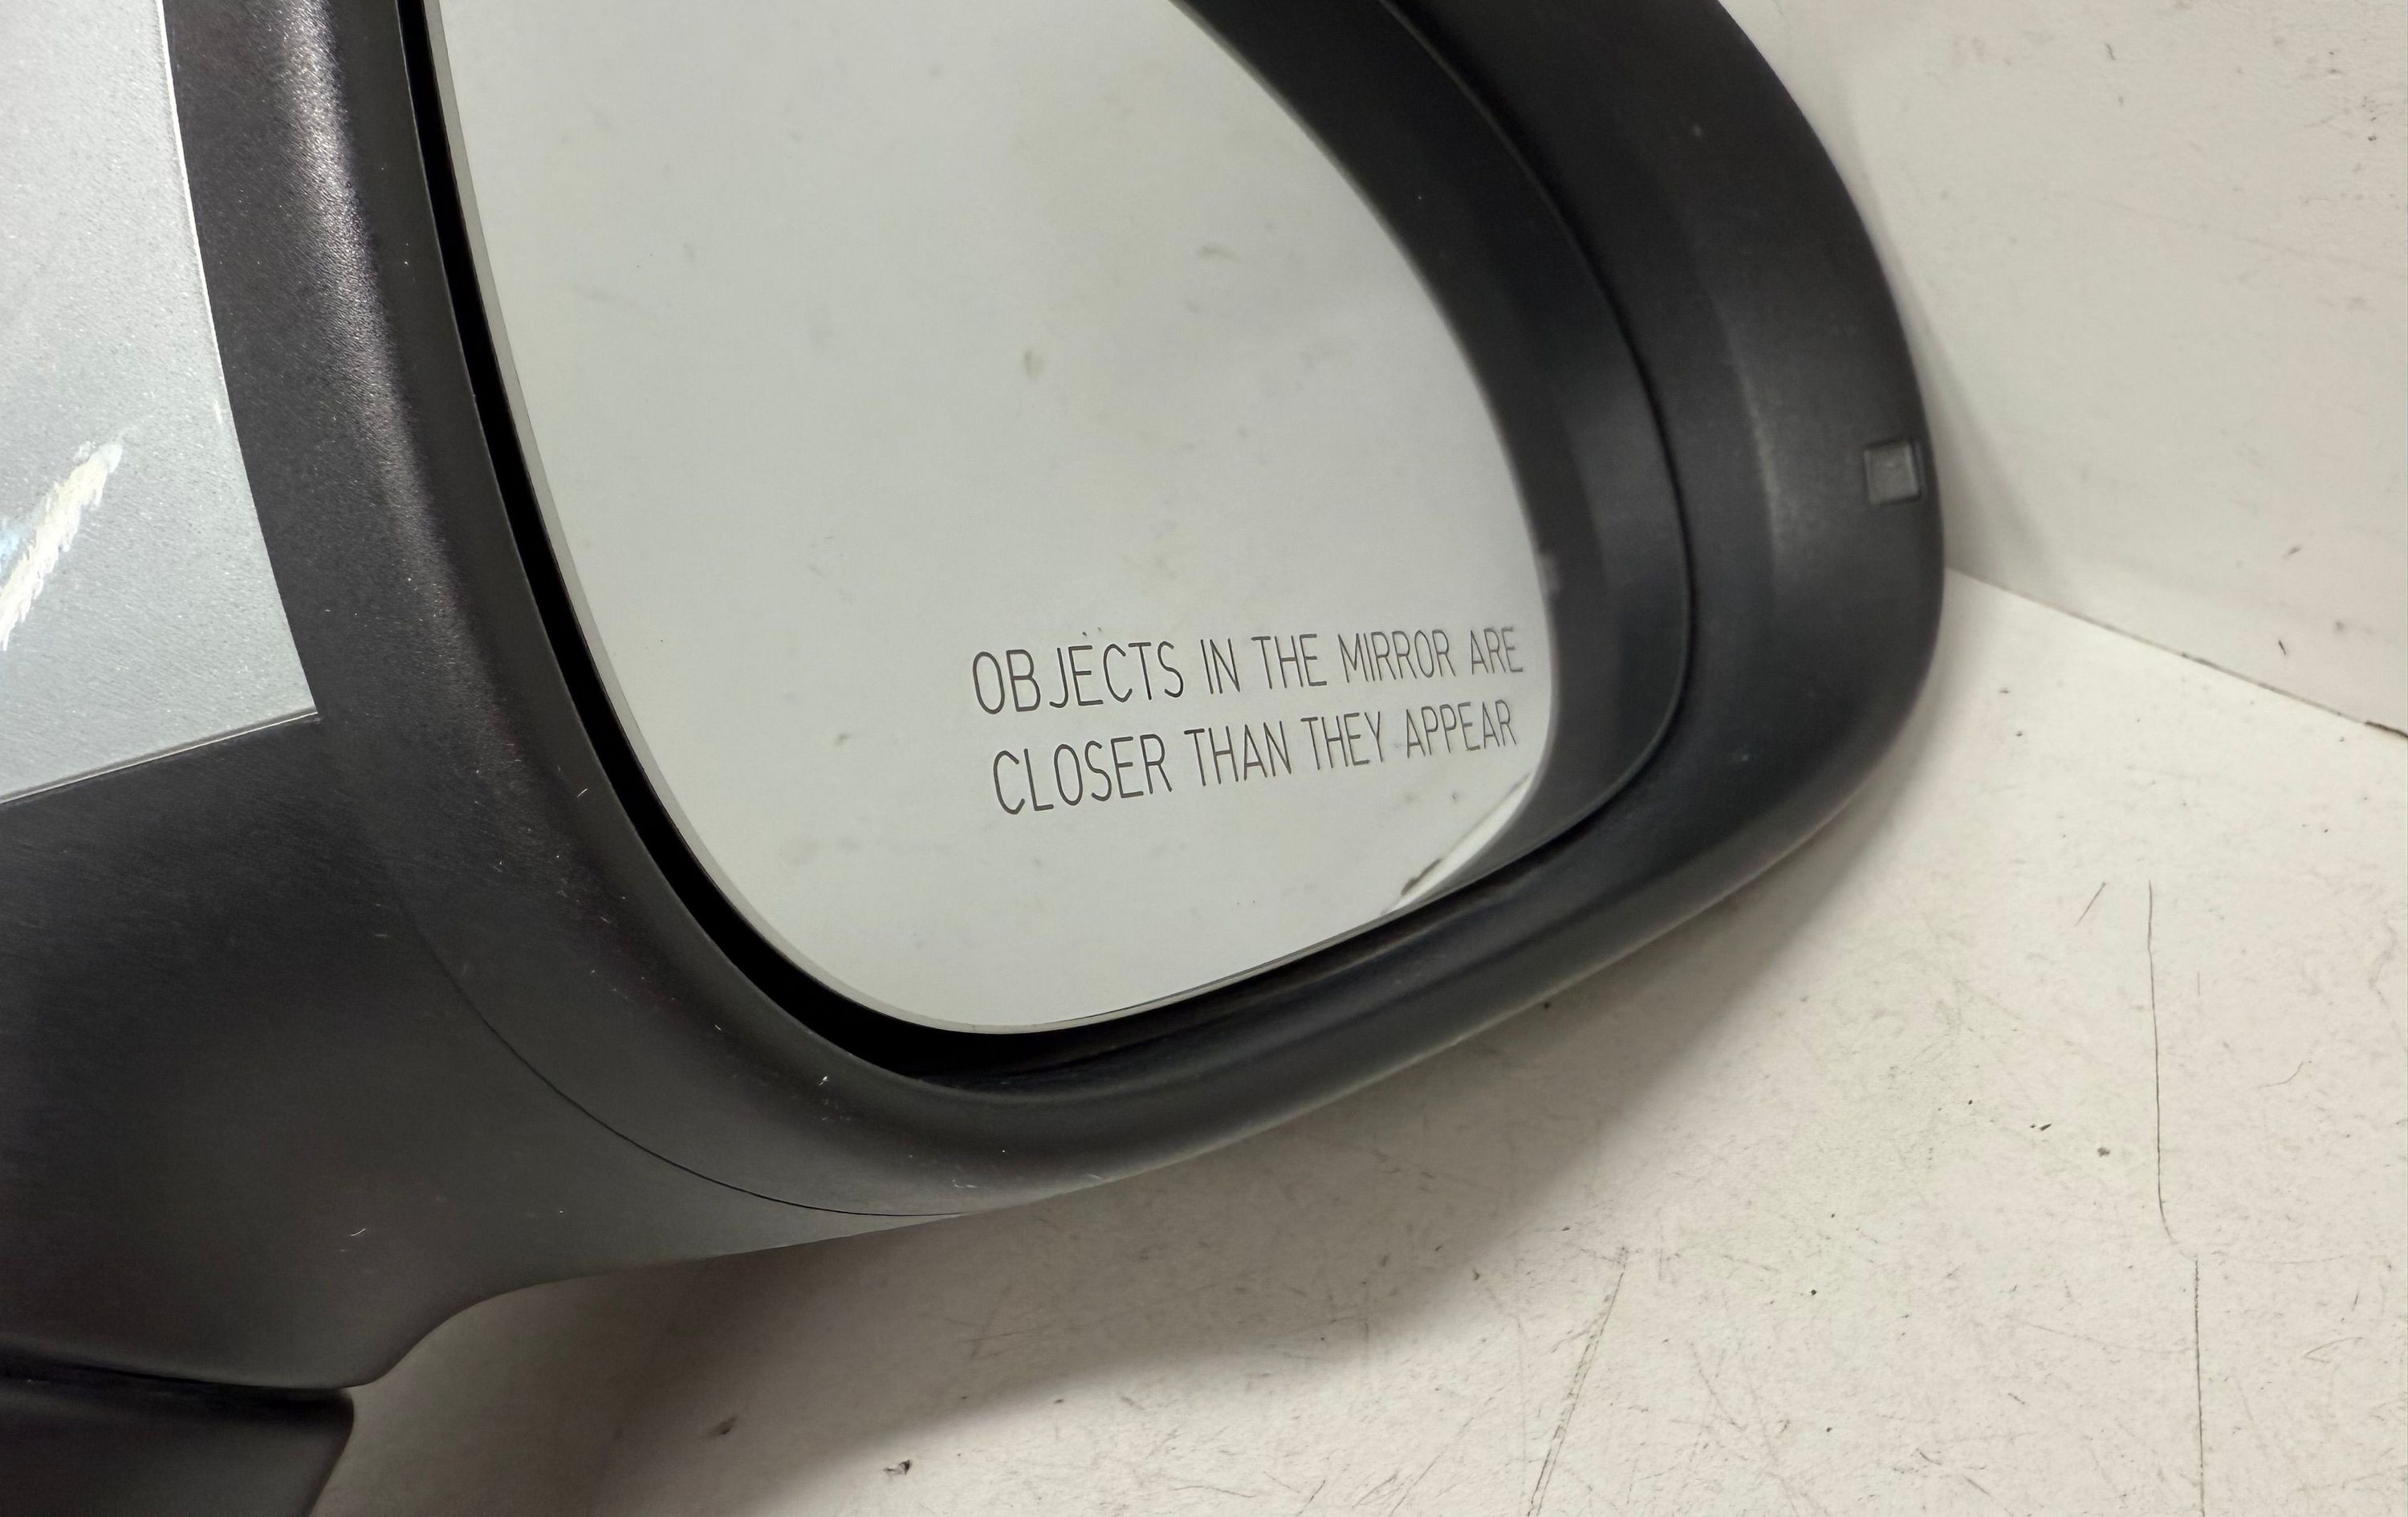 OBJECTS IN THE MIRROR ARE
CLOSER THAN THEY APPEAR